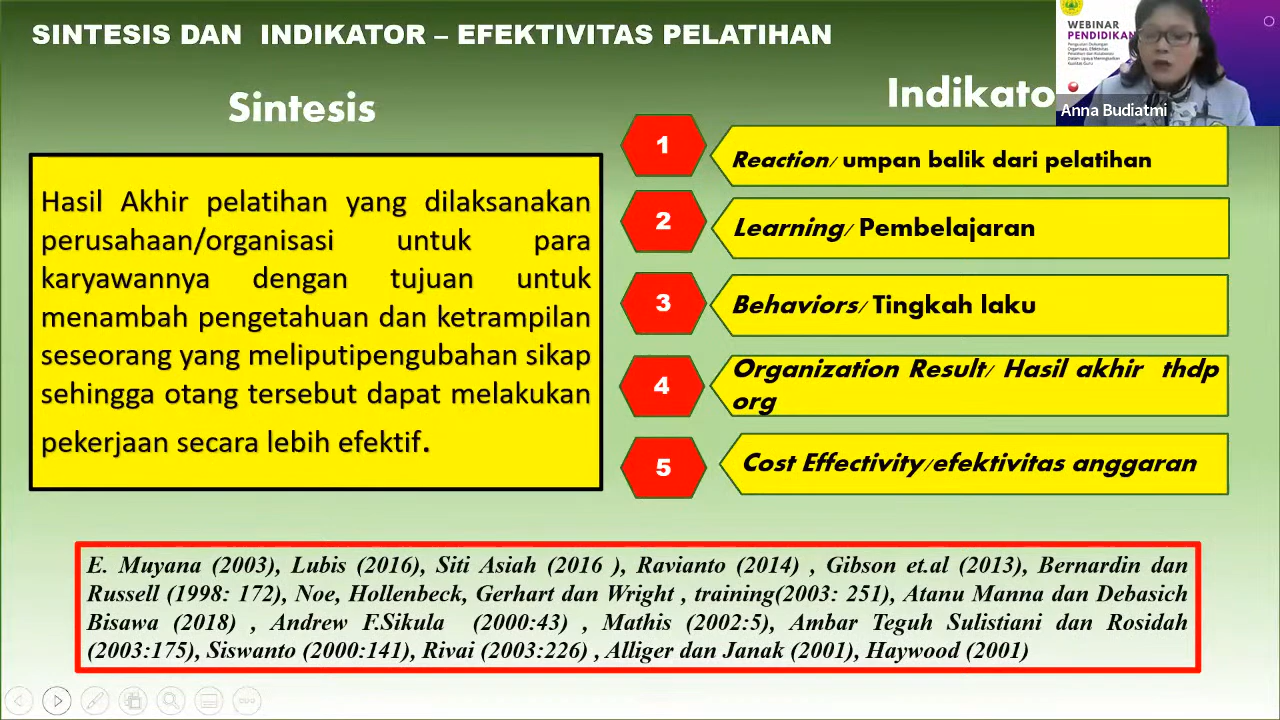 SINTESIS DAN INDIKATOR – EFEKTIVITAS PELATIHAN
WEBINAR
PENDIDIKAN
Anna Budiatmi
Sintesis
Hasil Akhir pelatihan yang dilaksanakan
perusahaan/organisasi untuk para
karyawannya dengan tujuan untuk
menambah pengetahuan dan ketrampilan
seseorang yang meliputipengubahan sikap
sehingga otang tersebut dapat melakukan
pekerjaan secara lebih efektif.
Indikato
1
Reaction/ umpan balik dari pelatihan
2
Learning/ Pembelajaran
3
Behaviors/ Tingkah laku
4
Organization Result/ Hasil akhir thdp
org
5
Cost Effectivity/efektivitas anggaran
E. Muyana (2003), Lubis (2016), Siti Asiah (2016 ), Ravianto (2014) , Gibson et.al (2013), Bernardin dan
Russell (1998: 172), Noe, Hollenbeck, Gerhart dan Wright , training(2003: 251), Atanu Manna dan Debasich
Bisawa (2018) , Andrew F.Sikula (2000:43) , Mathis (2002:5), Ambar Teguh Sulistiani dan Rosidah
(2003:175), Siswanto (2000:141), Rivai (2003:226) , Alliger dan Janak (2001), Haywood (2001)